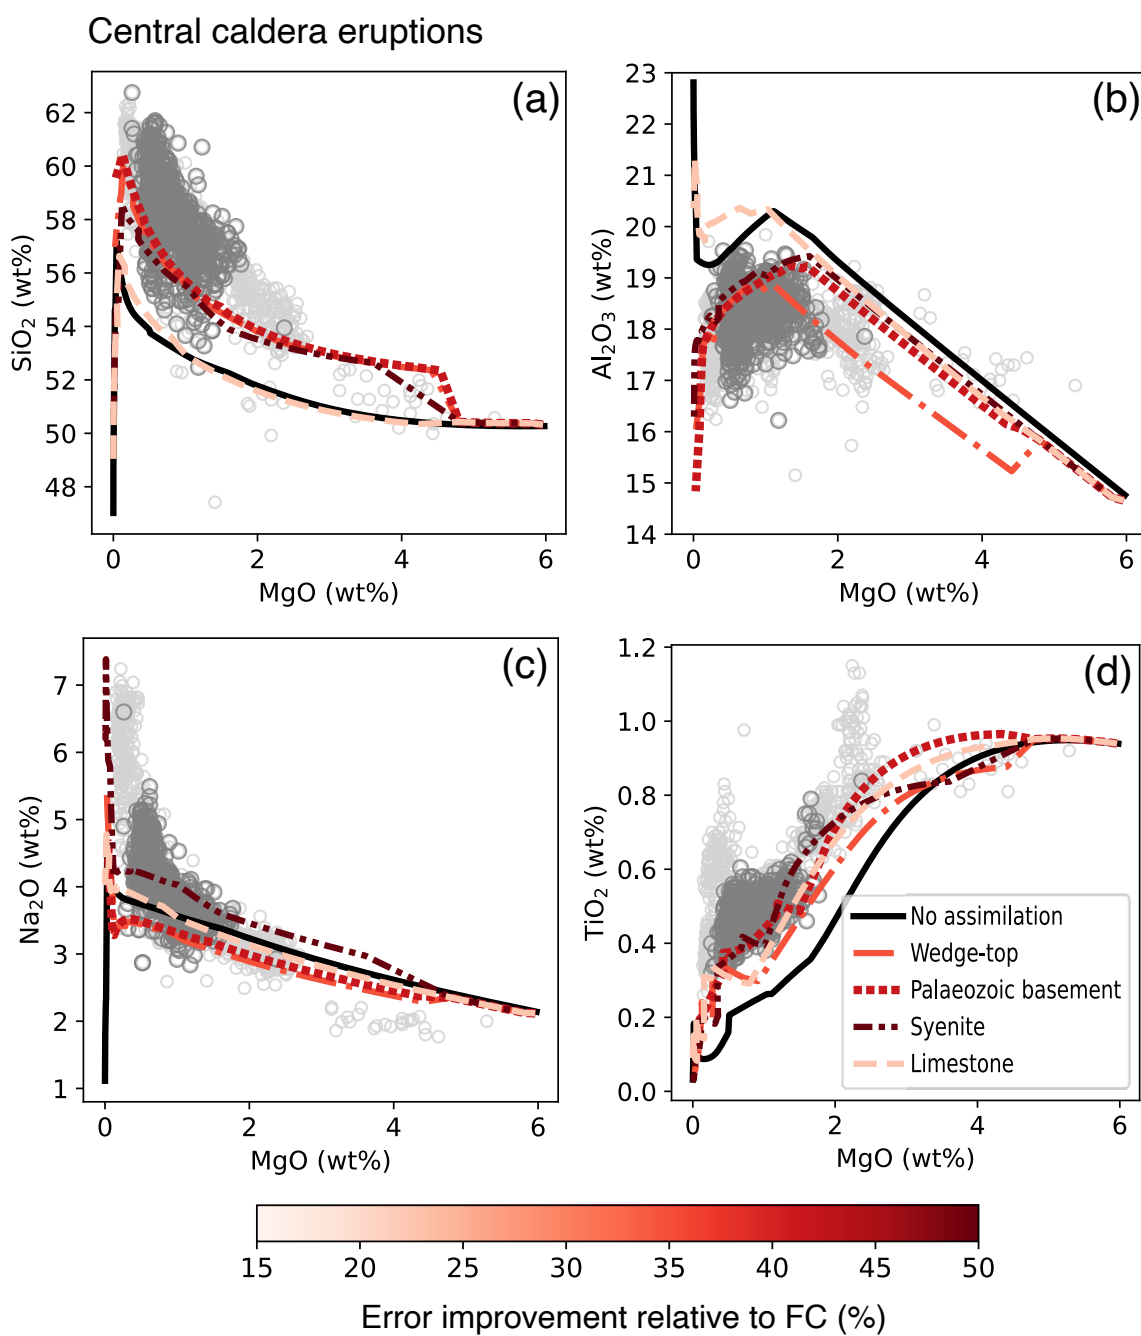 Central caldera eruptions
(a)
62
60
58
56
54
52
50
48
SiO₂ (wt%)
0 2 4 6
MgO (wt%)
(b)
23
22
21
20
19
18
17
16
15
14
Al₂O₃ (wt%)
0 2 4 6
MgO (wt%)
(c)
7
6
5
4
3
2
1
Na₂O (wt%)
0 2 4 6
MgO (wt%)
(d)
1.2
1.0
0.8
0.6
0.4
0.2
0.0
TiO₂ (wt%)
No assimilation
Wedge-top
Palaeozoic basement
Syenite
Limestone
0 2 4 6
MgO (wt%)
15 20 25 30 35 40 45 50
Error improvement relative to FC (%)